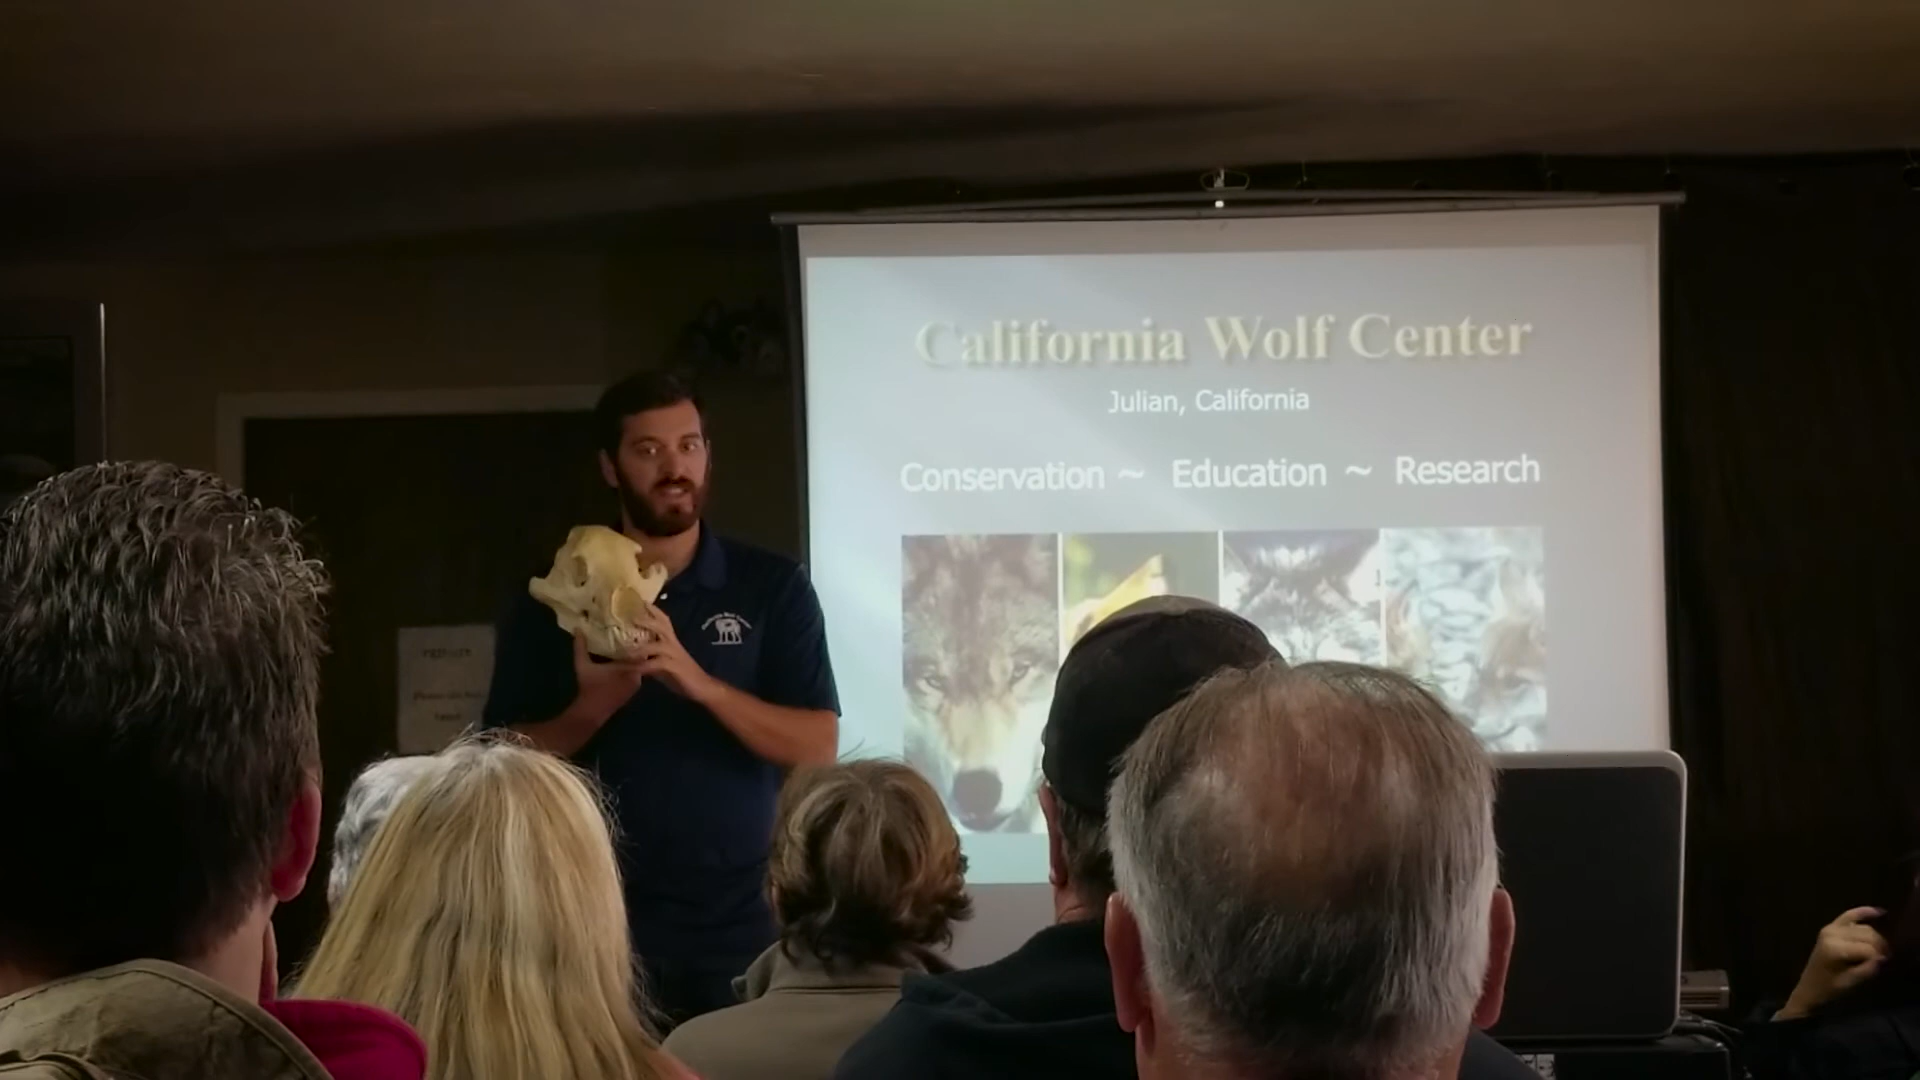 California Wolf Center
Julian, California
Conservation ~ Education ~ Research